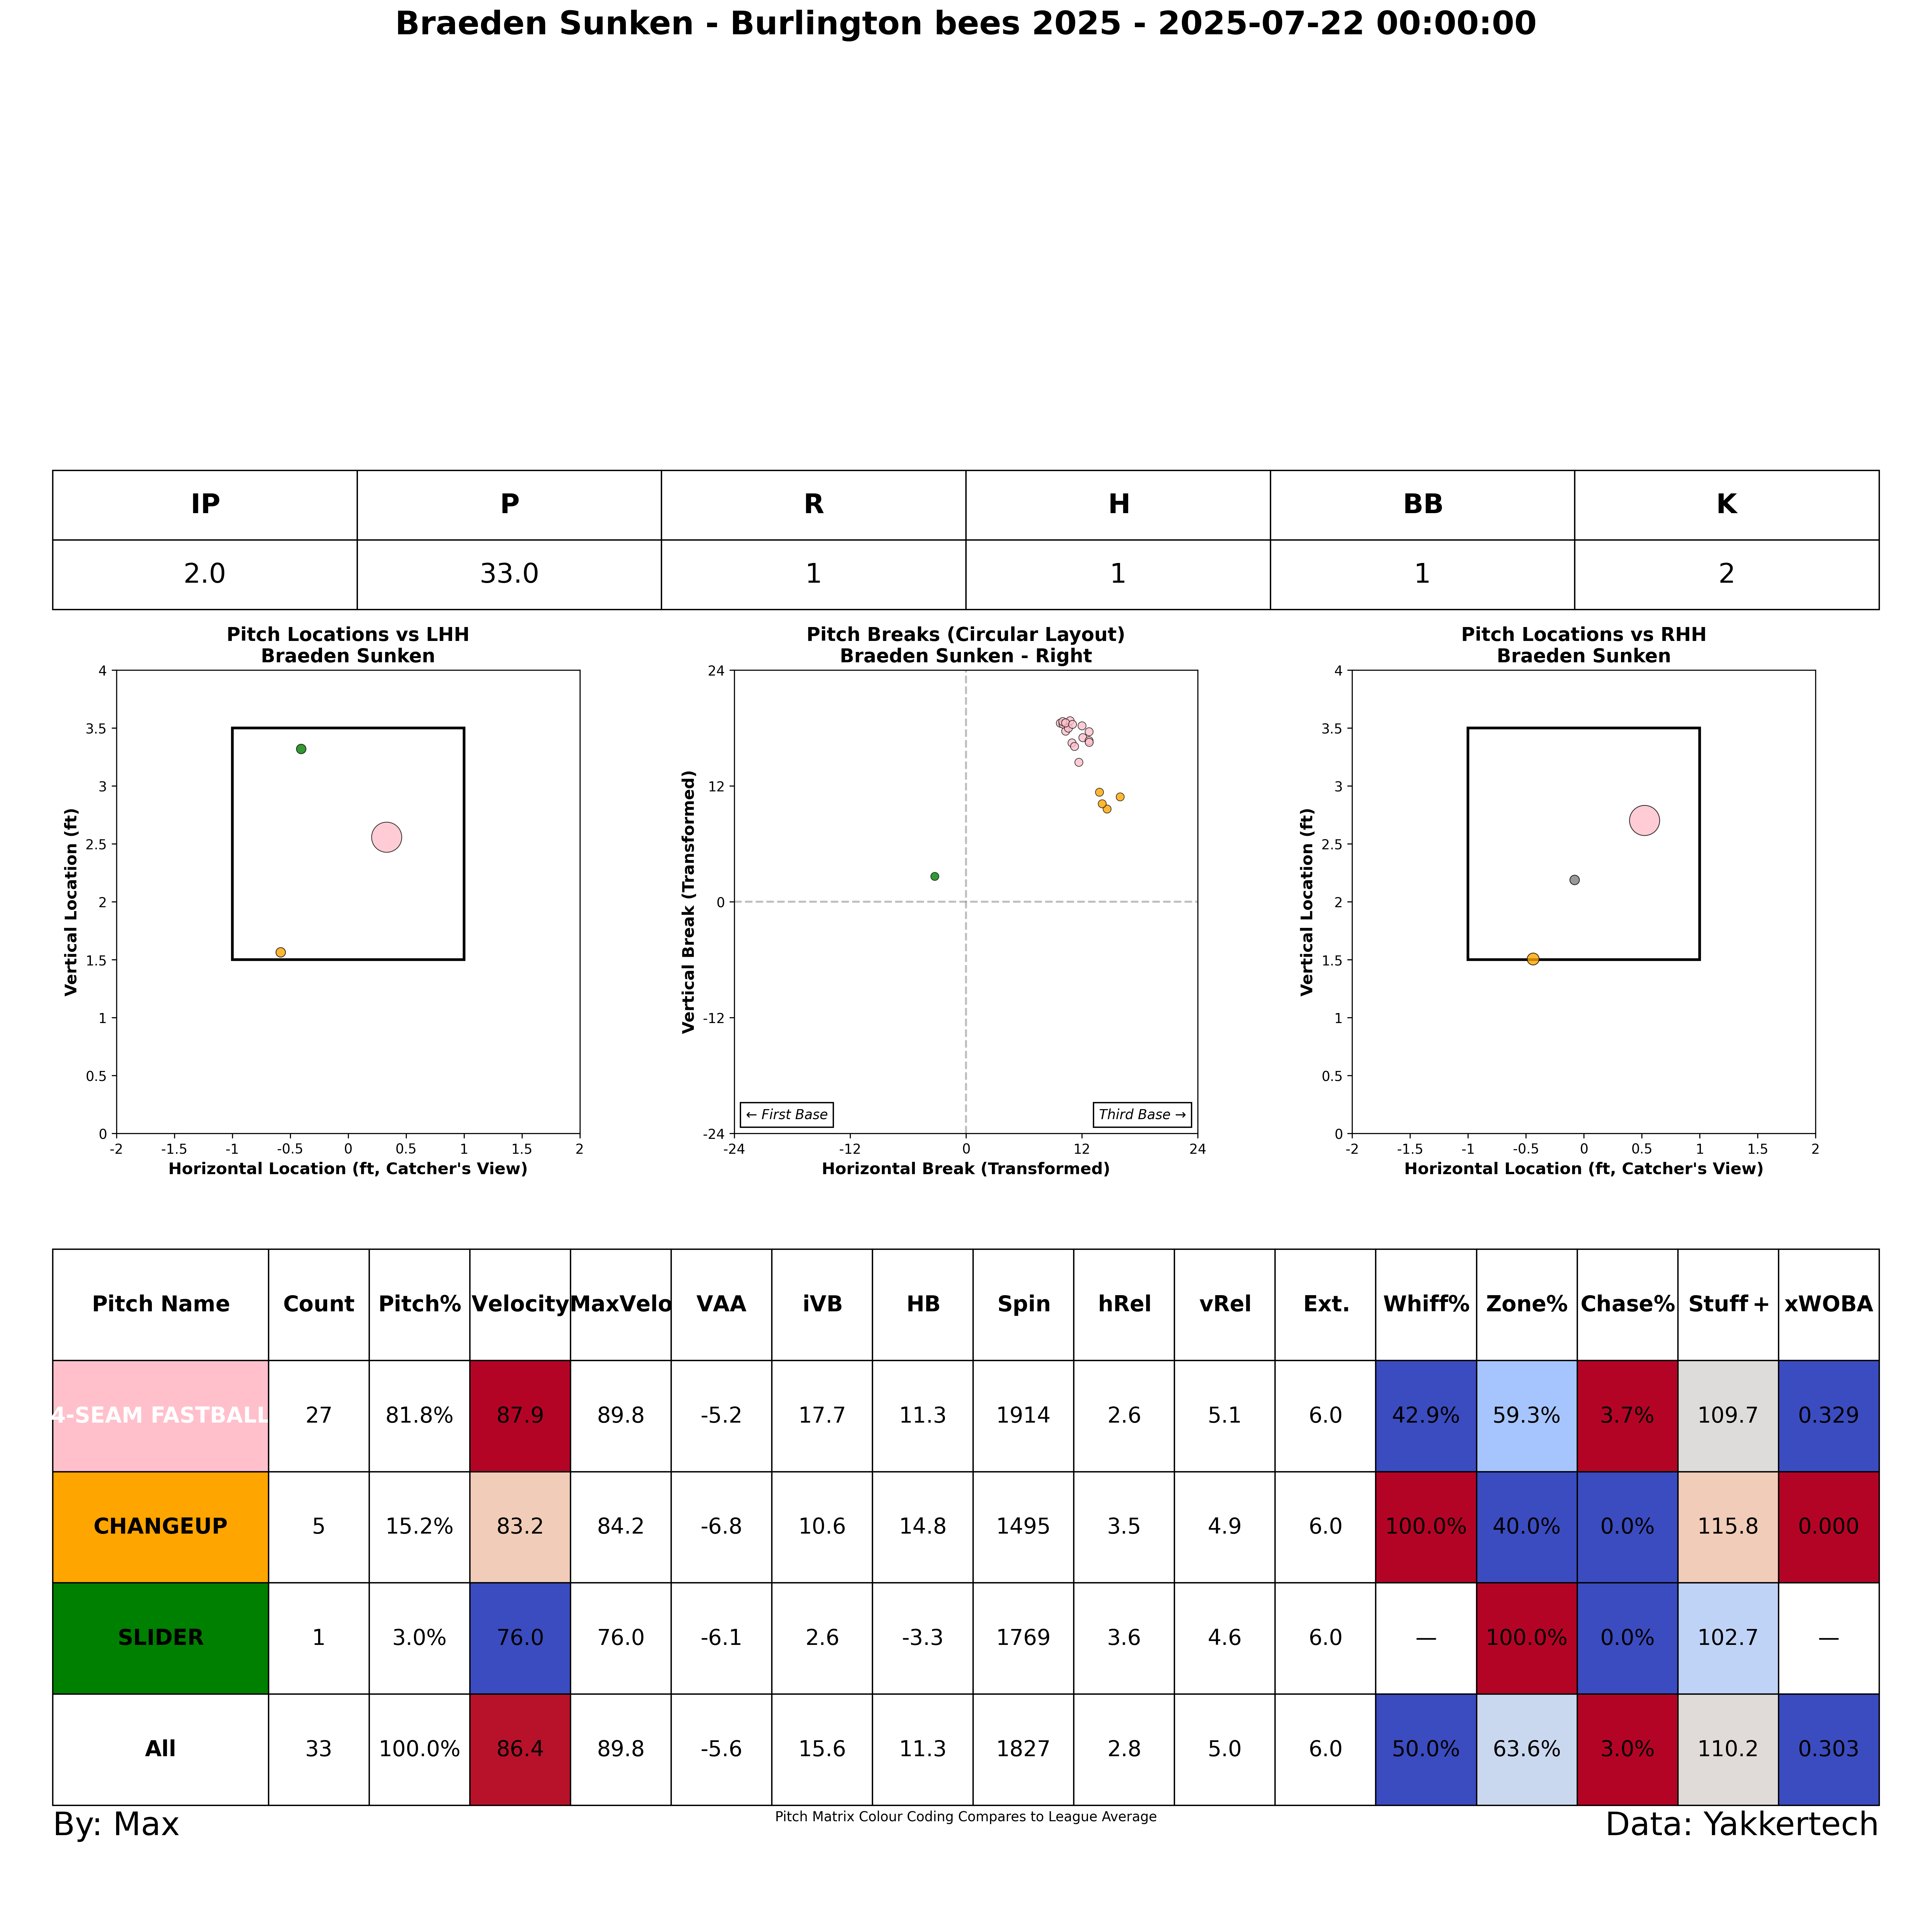 Braeden Sunken - Burlington bees 2025 - 2025-07-22 00:00:00
IP P R H BB K
2.0 33.0 1 1 1 2
Pitch Locations vs LHH
Braeden Sunken
4
3.5
3
2.5
2
1.5
1
0.5
0
-2 -1.5 -1 -0.5 0 0.5 1 1.5 2
Vertical Location (ft)
Horizontal Location (ft, Catcher's View)
Pitch Breaks (Circular Layout)
Braeden Sunken - Right
24
12
0
-12
-24
-24 -12 0 12 24
Vertical Break (Transformed)
← First Base
Third Base →
Horizontal Break (Transformed)
Pitch Locations vs RHH
Braeden Sunken
4
3.5
3
2.5
2
1.5
1
0.5
0
-2 -1.5 -1 -0.5 0 0.5 1 1.5 2
Vertical Location (ft)
Horizontal Location (ft, Catcher's View)
Pitch Name Count Pitch% Velocity MaxVelo VAA iVB HB Spin hRel vRel Ext. Whiff% Zone% Chase% Stuff+ xWOBA
4-SEAM FASTBALL 27 81.8% 87.9 89.8 -5.2 17.7 11.3 1914 2.6 5.1 6.0 42.9% 59.3% 3.7% 109.7 0.329
CHANGEUP 5 15.2% 83.2 84.2 -6.8 10.6 14.8 1495 3.5 4.9 6.0 100.0% 40.0% 0.0% 115.8 0.000
SLIDER 1 3.0% 76.0 76.0 -6.1 2.6 -3.3 1769 3.6 4.6 6.0 — 100.0% 0.0% 102.7 —
All 33 100.0% 86.4 89.8 -5.6 15.6 11.3 1827 2.8 5.0 6.0 50.0% 63.6% 3.0% 110.2 0.303
By: Max
Pitch Matrix Colour Coding Compares to League Average
Data: Yakkertech